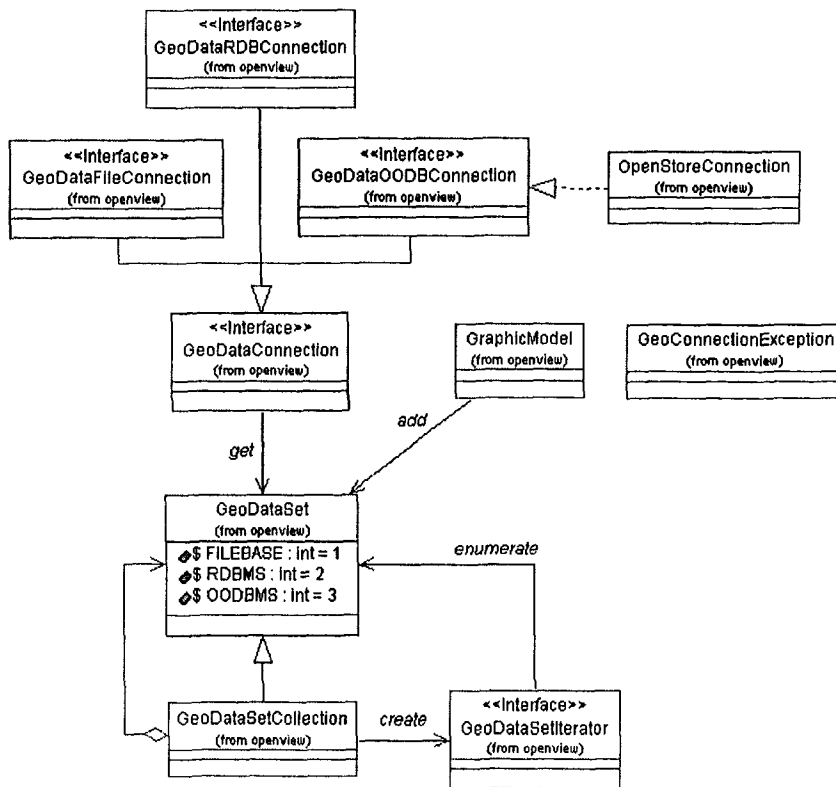 <<Interface>>
GeoDataRDBConnection
(from openview)
<<Interface>>
GeoDataFileConnection
(from openview)
<<Interface>>
GeoDataOODBConnection
(from openview)
OpenStoreConnection
(from openview)
<<Interface>>
GeoDataConnection
(from openview)
GraphicModel
(from openview)
GeoConnectionException
(from openview)
get
add
GeoDataSet
(from openview)
$ FILEBASE : int = 1
$ RDBMS : int = 2
$ OODBMS : int = 3
enumerate
GeoDataSetCollection
(from openview)
create
<<Interface>>
GeoDataSetIterator
(from openview)